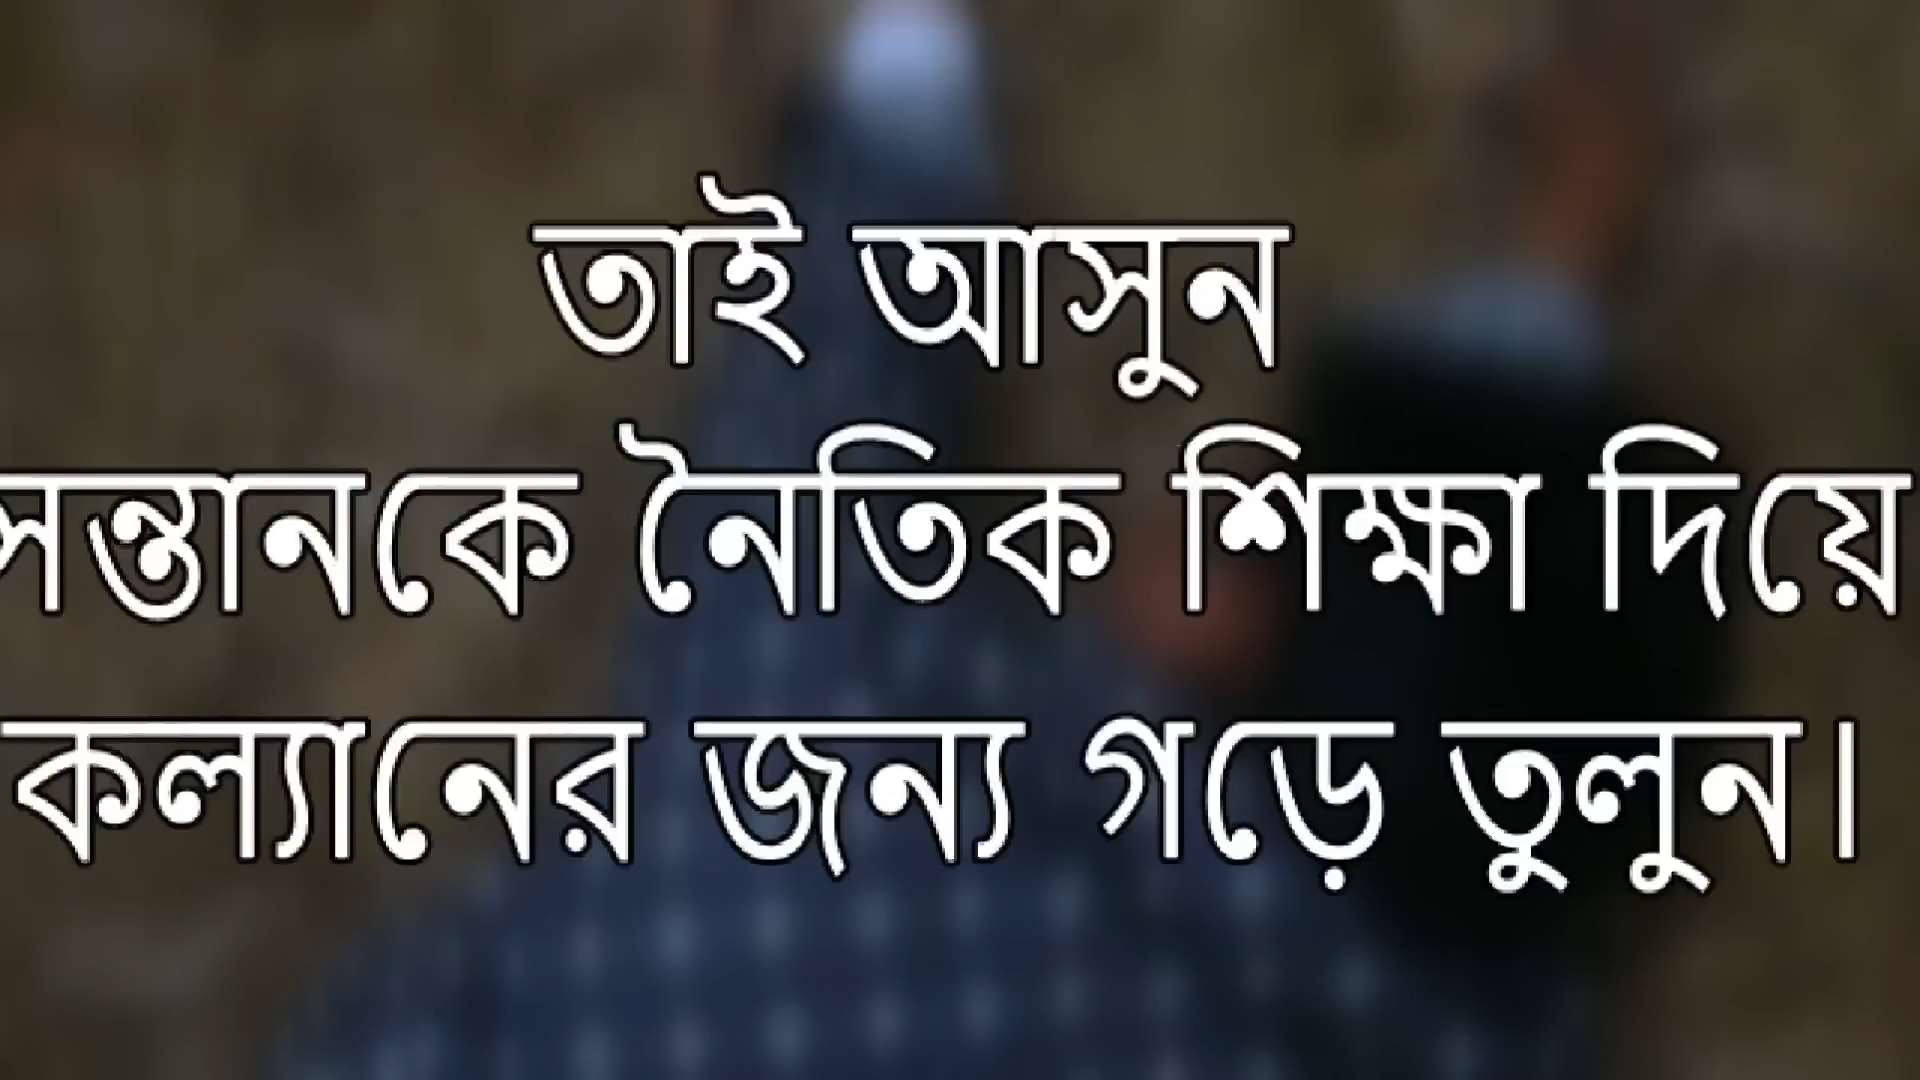 তাই আসুন
সন্তানকে নৈতিক শিক্ষা দিয়ে
কল্যানের জন্য গড়ে তুলুন।